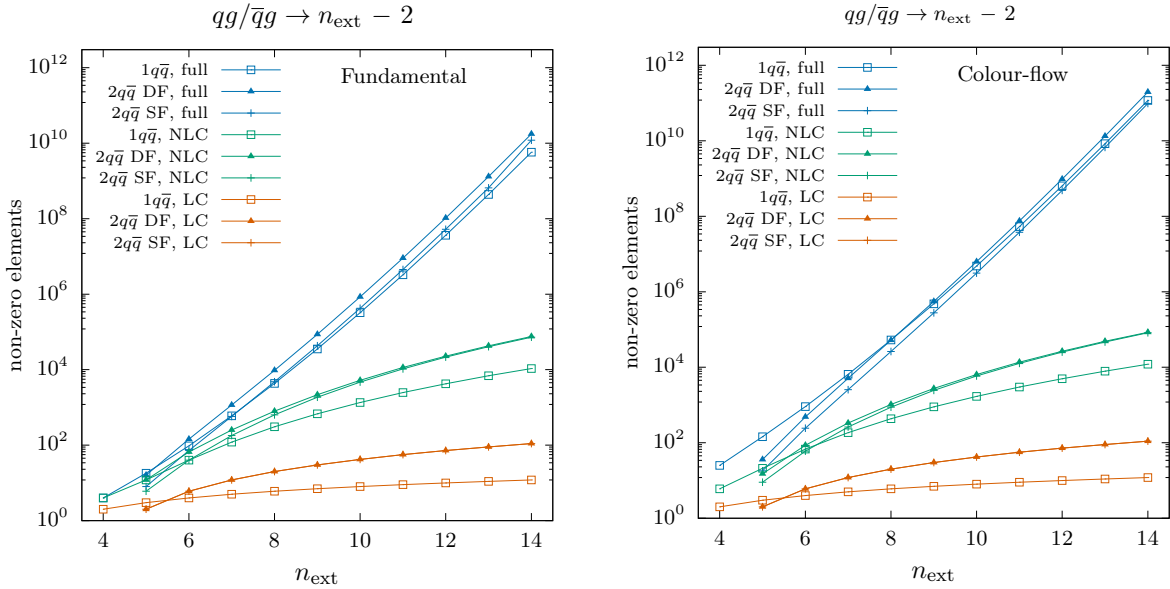 qg/q̅g → n_ext − 2
Fundamental
1qq̅, full
2qq̅ DF, full
2qq̅ SF, full
1qq̅, NLC
2qq̅ DF, NLC
2qq̅ SF, NLC
1qq̅, LC
2qq̅ DF, LC
2qq̅ SF, LC
non-zero elements
10^12
10^10
10^8
10^6
10^4
10^2
10^0
4 6 8 10 12 14
n_ext
qg/q̅g → n_ext − 2
Colour-flow
1qq̅, full
2qq̅ DF, full
2qq̅ SF, full
1qq̅, NLC
2qq̅ DF, NLC
2qq̅ SF, NLC
1qq̅, LC
2qq̅ DF, LC
2qq̅ SF, LC
non-zero elements
10^12
10^10
10^8
10^6
10^4
10^2
10^0
4 6 8 10 12 14
n_ext